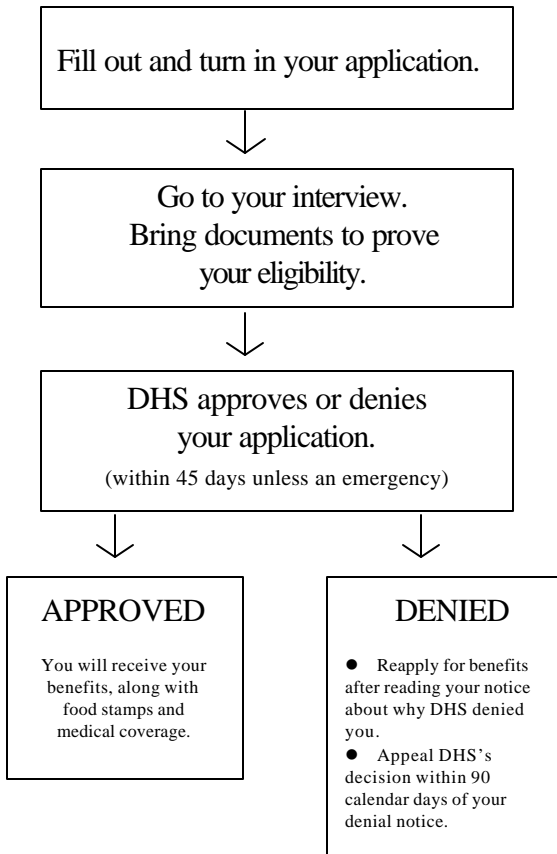 Fill out and turn in your application.
Go to your interview.
Bring documents to prove
your eligibility.
DHS approves or denies
your application.
(within 45 days unless an emergency)
APPROVED
You will receive your
benefits, along with
food stamps and
medical coverage.
DENIED
● Reapply for benefits
after reading your notice
about why DHS denied
you.
● Appeal DHS's
decision within 90
calendar days of your
denial notice.